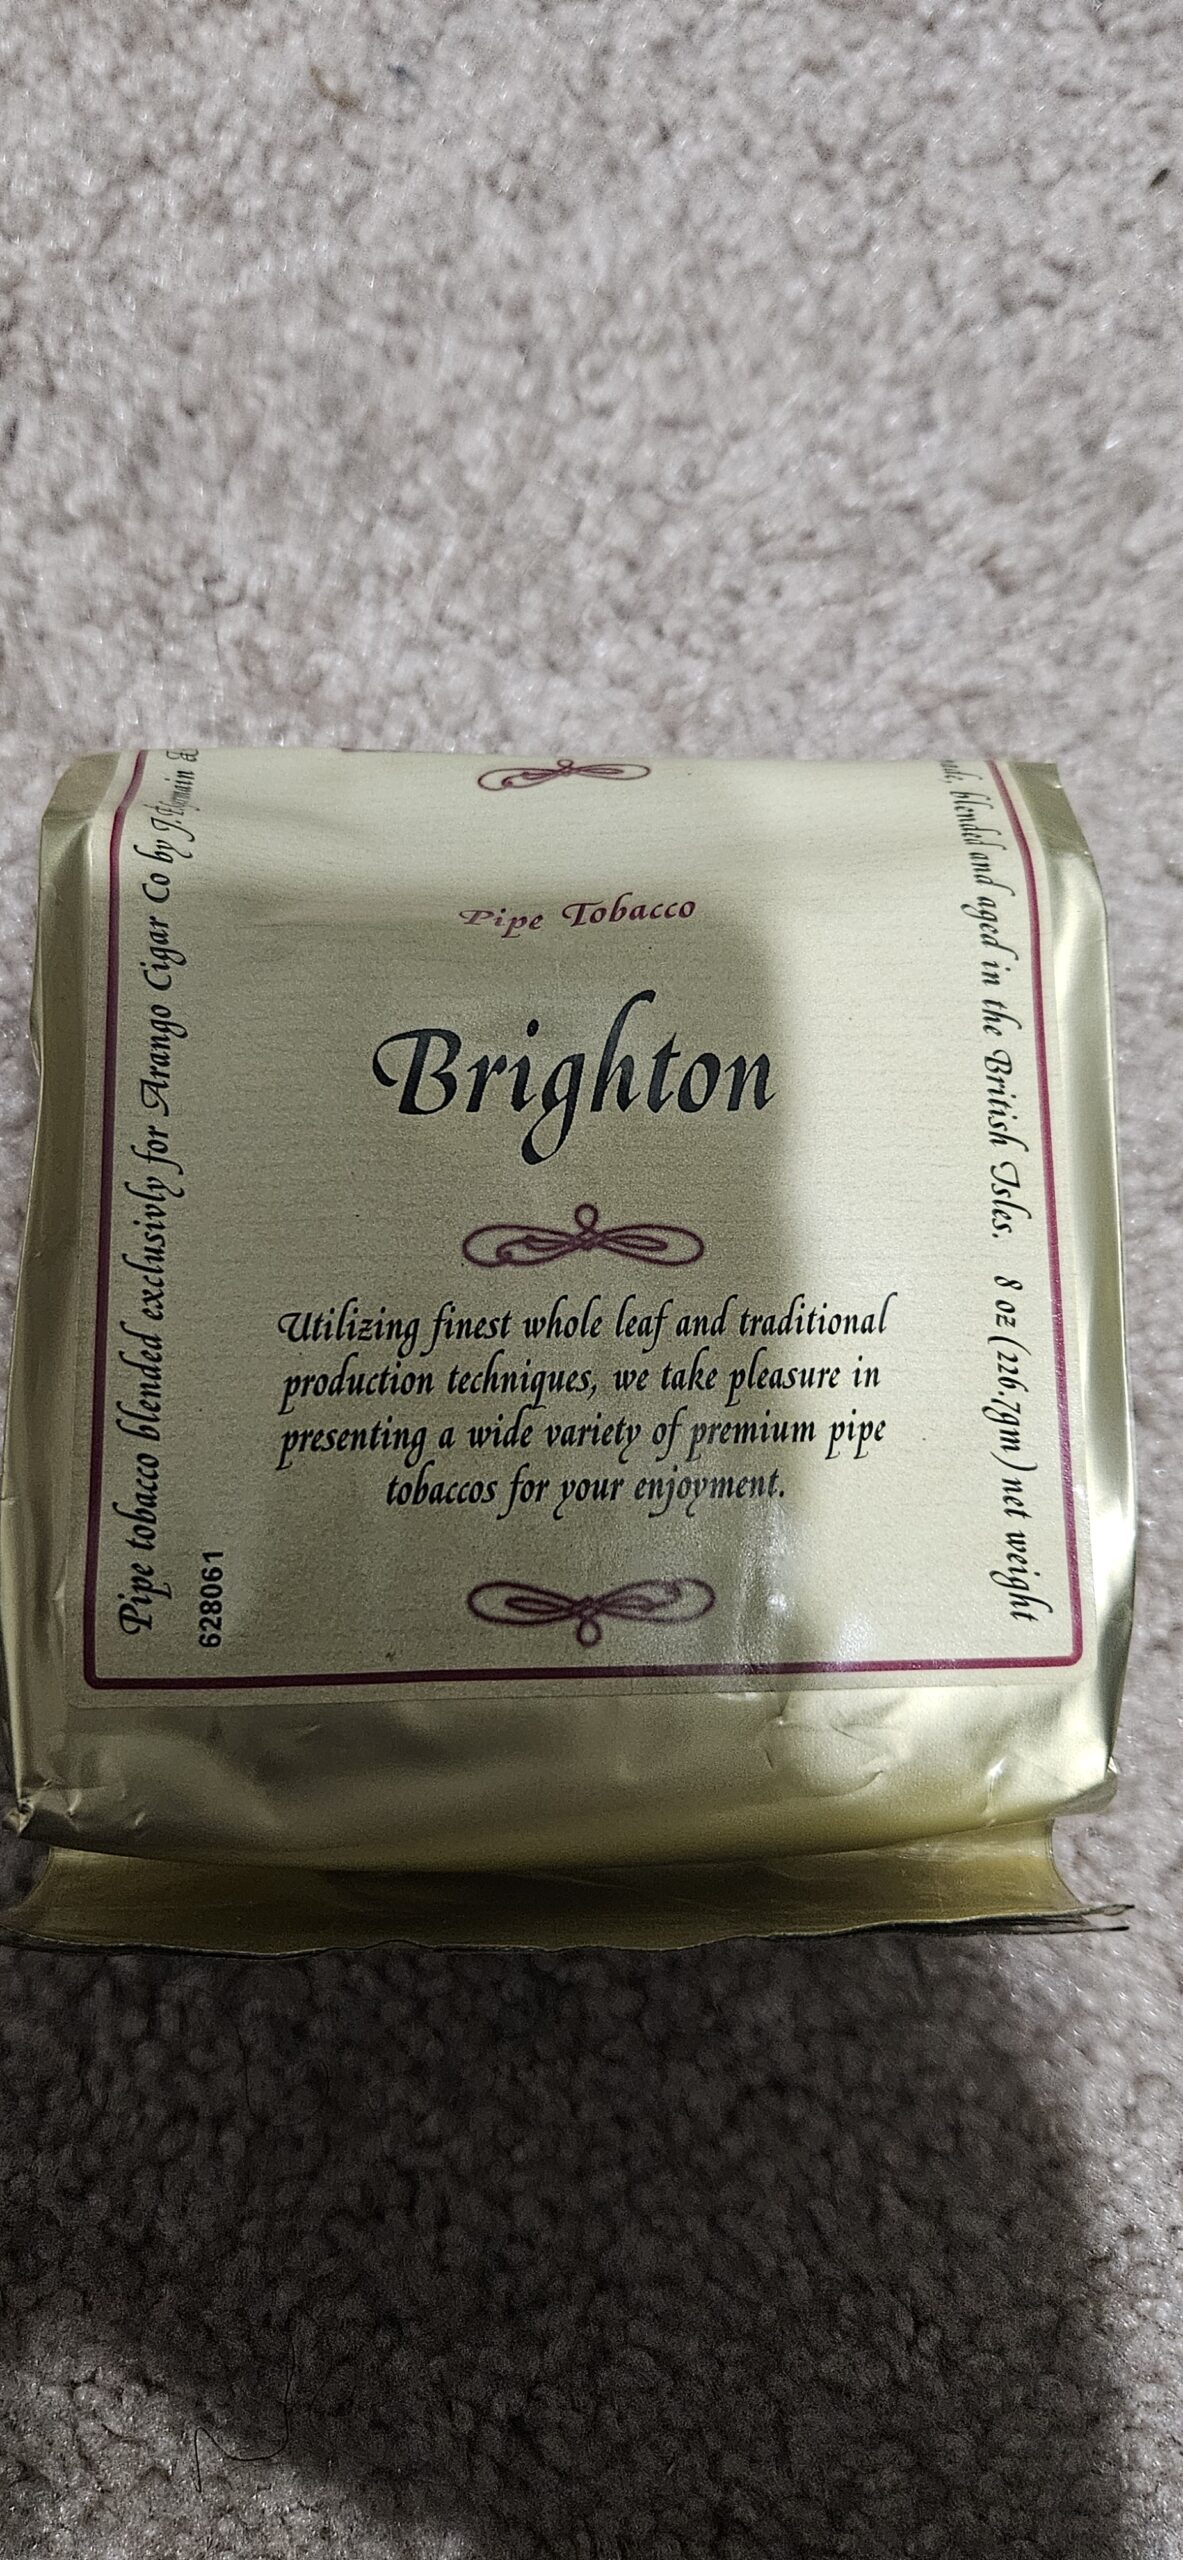 Pipe Tobacco
Brighton
Utilizing finest whole leaf and traditional
production techniques, we take pleasure in
presenting a wide variety of premium pipe
tobaccos for your enjoyment.
Pipe tobacco blended exclusivly for Arango Cigar Co by J.F.Germain &
628061
blended and aged in the British Isles. 8 oz (226.7gm) net weight